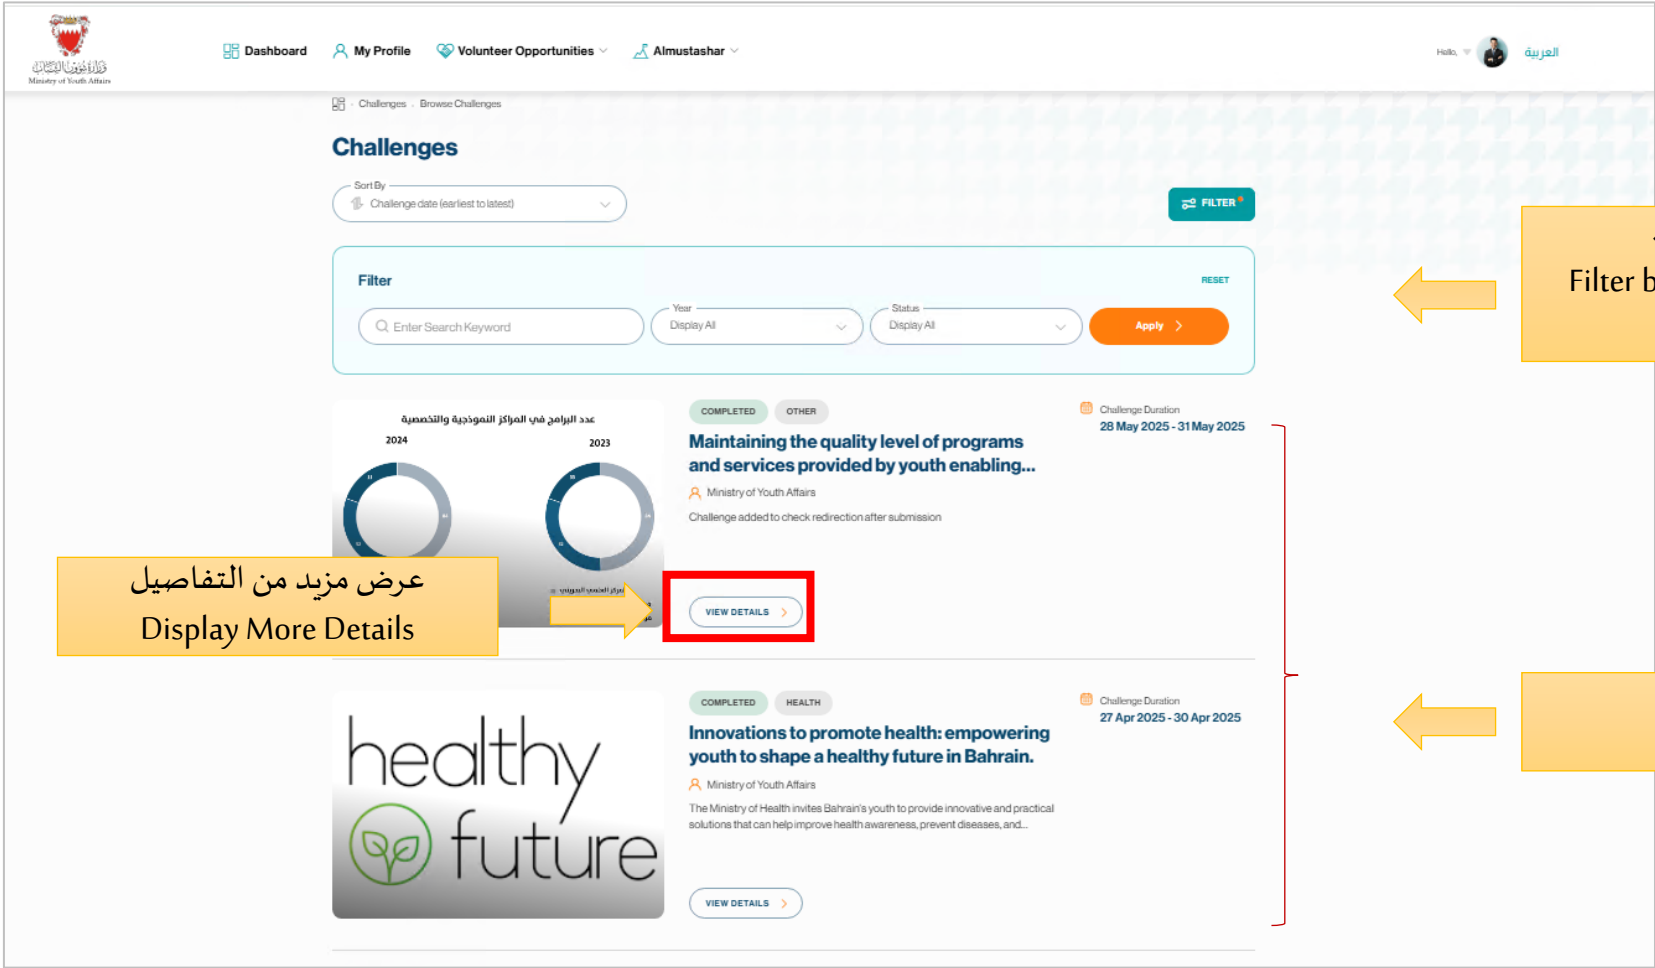 وزارة شؤون الشباب
Ministry of Youth Affairs
Dashboard
My Profile
Volunteer Opportunities
Almustashar
Hello,
العربية
Challenges . Browse Challenges
Challenges
Sort By
Challenge date (earliest to latest)
FILTER
Filter
RESET
Enter Search Keyword
Year
Display All
Status
Display All
Apply
Filter b
عدد البرامج في المراكز النموذجية والتخصصية
2024
2023
COMPLETED
OTHER
Maintaining the quality level of programs
and services provided by youth enabling...
Ministry of Youth Affairs
Challenge added to check redirection after submission
Challenge Duration
28 May 2025 - 31 May 2025
VIEW DETAILS
عرض مزيد من التفاصيل
Display More Details
healthy
future
COMPLETED
HEALTH
Innovations to promote health: empowering
youth to shape a healthy future in Bahrain.
Ministry of Youth Affairs
The Ministry of Health invites Bahrain's youth to provide innovative and practical
solutions that can help improve health awareness, prevent diseases, and...
Challenge Duration
27 Apr 2025 - 30 Apr 2025
VIEW DETAILS